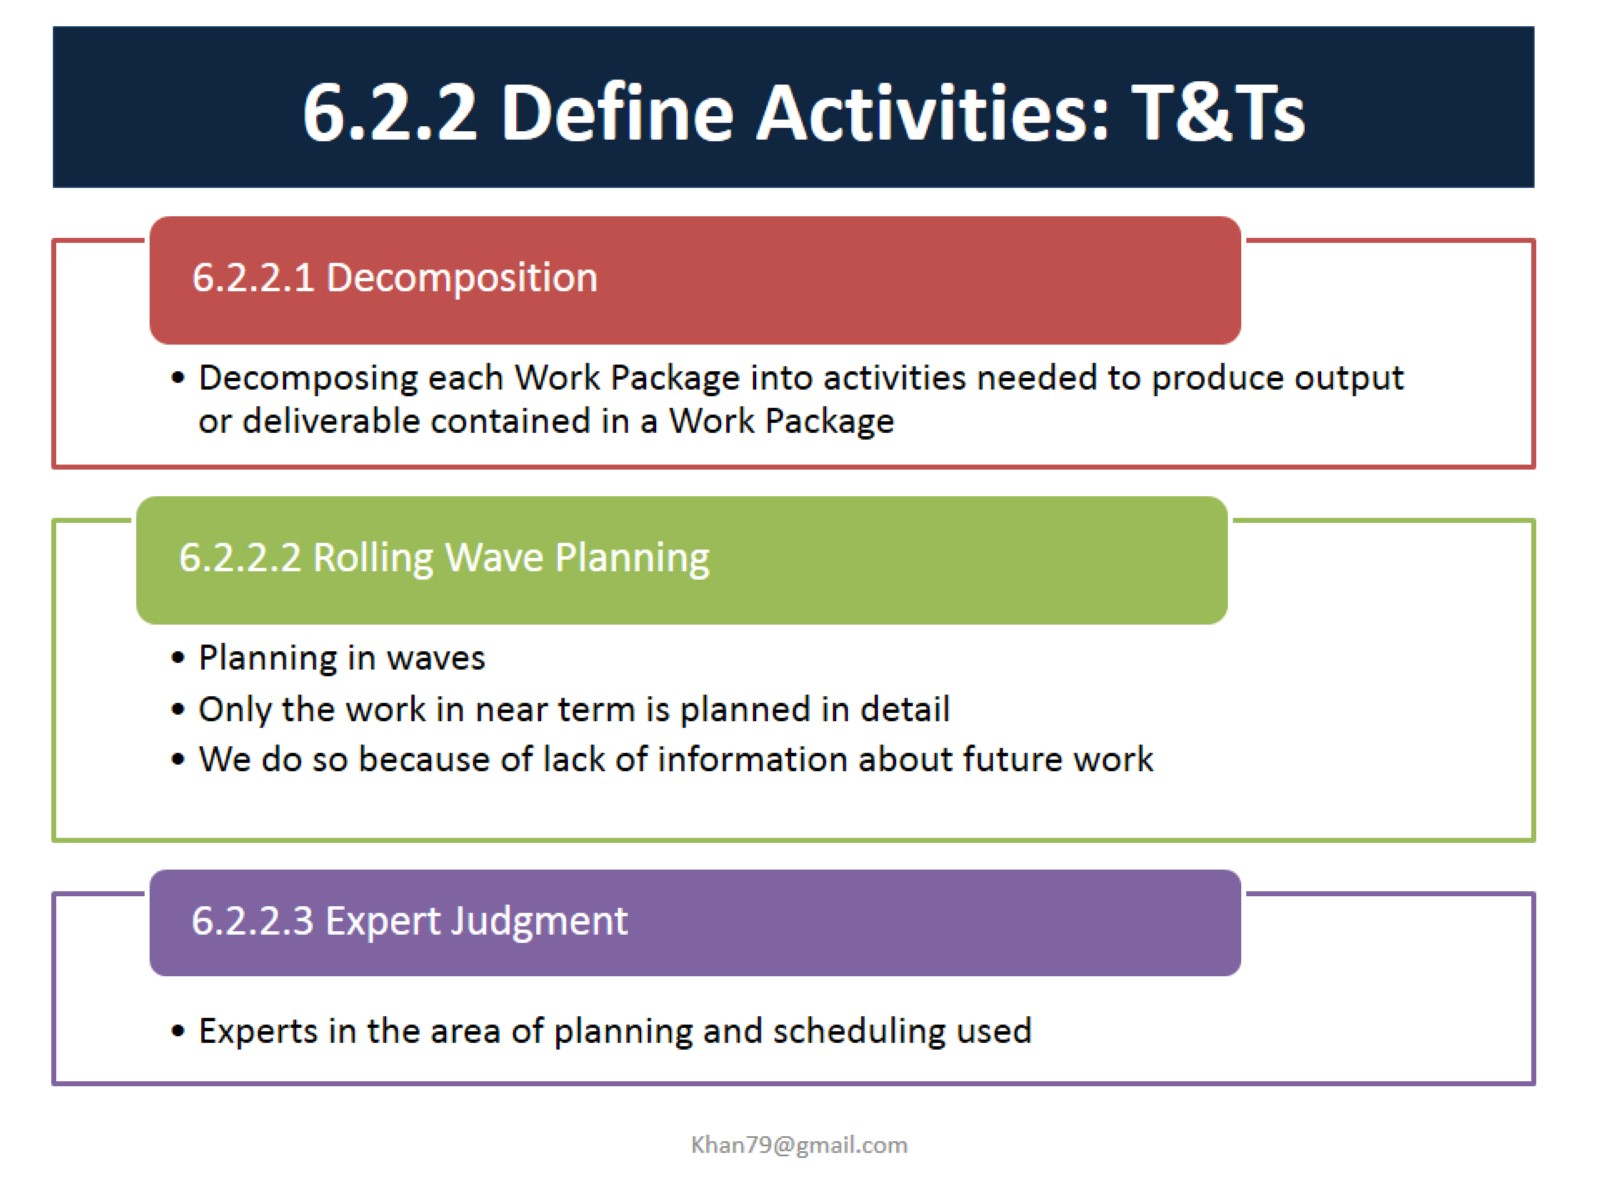 6.2.2 Define Activities: T&Ts
6.2.2.1 Decomposition
• Decomposing each Work Package into activities needed to produce output
or deliverable contained in a Work Package
6.2.2.2 Rolling Wave Planning
• Planning in waves
• Only the work in near term is planned in detail
• We do so because of lack of information about future work
6.2.2.3 Expert Judgment
• Experts in the area of planning and scheduling used
Khan79@gmail.com